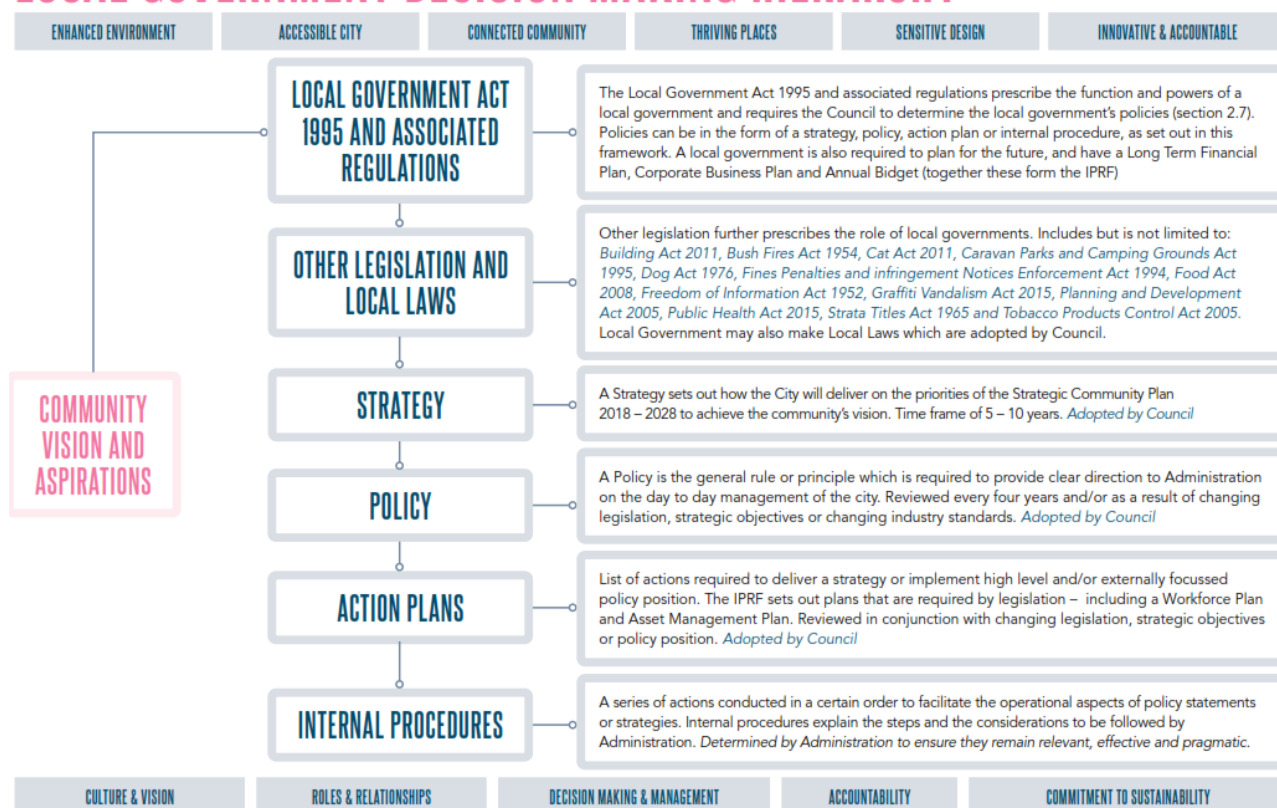 LOCAL GOVERNMENT DECISION MAKING HIERARCHY
ENHANCED ENVIRONMENT
ACCESSIBLE CITY
CONNECTED COMMUNITY
THRIVING PLACES
SENSITIVE DESIGN
INNOVATIVE & ACCOUNTABLE
LOCAL GOVERNMENT ACT
1995 AND ASSOCIATED
REGULATIONS
The Local Government Act 1995 and associated regulations prescribe the function and powers of a
local government and requires the Council to determine the local government's policies (section 2.7).
Policies can be in the form of a strategy, policy, action plan or internal procedure, as set out in this
framework. A local government is also required to plan for the future, and have a Long Term Financial
Plan, Corporate Business Plan and Annual Budget (together these form the IPRF)
OTHER LEGISLATION AND
LOCAL LAWS
Other legislation further prescribes the role of local governments. Includes but is not limited to:
Building Act 2011, Bush Fires Act 1954, Cat Act 2011, Caravan Parks and Camping Grounds Act
1995, Dog Act 1976, Fines Penalties and infringement Notices Enforcement Act 1994, Food Act
2008, Freedom of Information Act 1952, Graffiti Vandalism Act 2015, Planning and Development
Act 2005, Public Health Act 2015, Strata Titles Act 1965 and Tobacco Products Control Act 2005.
Local Government may also make Local Laws which are adopted by Council.
COMMUNITY
VISION AND
ASPIRATIONS
STRATEGY
A Strategy sets out how the City will deliver on the priorities of the Strategic Community Plan
2018 – 2028 to achieve the community's vision. Time frame of 5 – 10 years. Adopted by Council
POLICY
A Policy is the general rule or principle which is required to provide clear direction to Administration
on the day to day management of the city. Reviewed every four years and/or as a result of changing
legislation, strategic objectives or changing industry standards. Adopted by Council
ACTION PLANS
List of actions required to deliver a strategy or implement high level and/or externally focussed
policy position. The IPRF sets out plans that are required by legislation – including a Workforce Plan
and Asset Management Plan. Reviewed in conjunction with changing legislation, strategic objectives
or policy position. Adopted by Council
INTERNAL PROCEDURES
A series of actions conducted in a certain order to facilitate the operational aspects of policy statements
or strategies. Internal procedures explain the steps and the considerations to be followed by
Administration. Determined by Administration to ensure they remain relevant, effective and pragmatic.
CULTURE & VISION
ROLES & RELATIONSHIPS
DECISION MAKING & MANAGEMENT
ACCOUNTABILITY
COMMITMENT TO SUSTAINABILITY